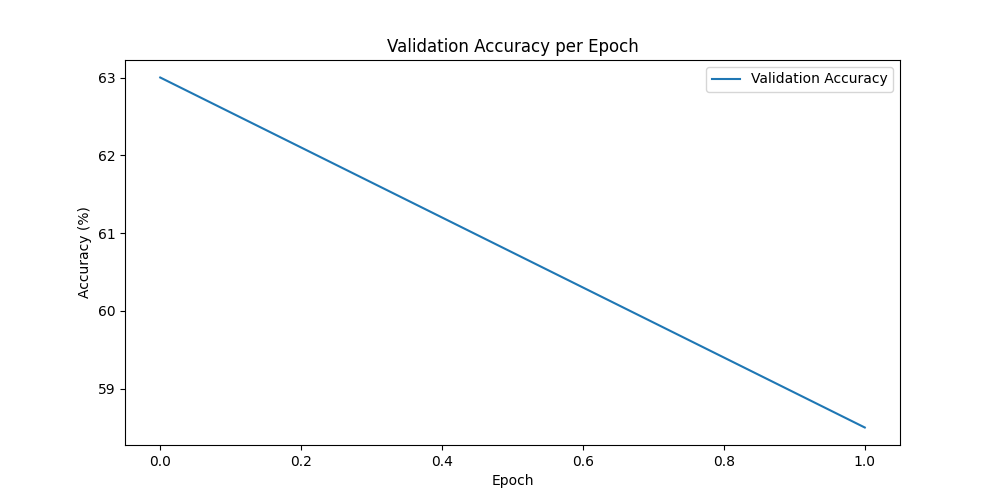 Validation Accuracy per Epoch
Validation Accuracy
63
62
61
60
59
Accuracy (%)
0.0 0.2 0.4 0.6 0.8 1.0
Epoch